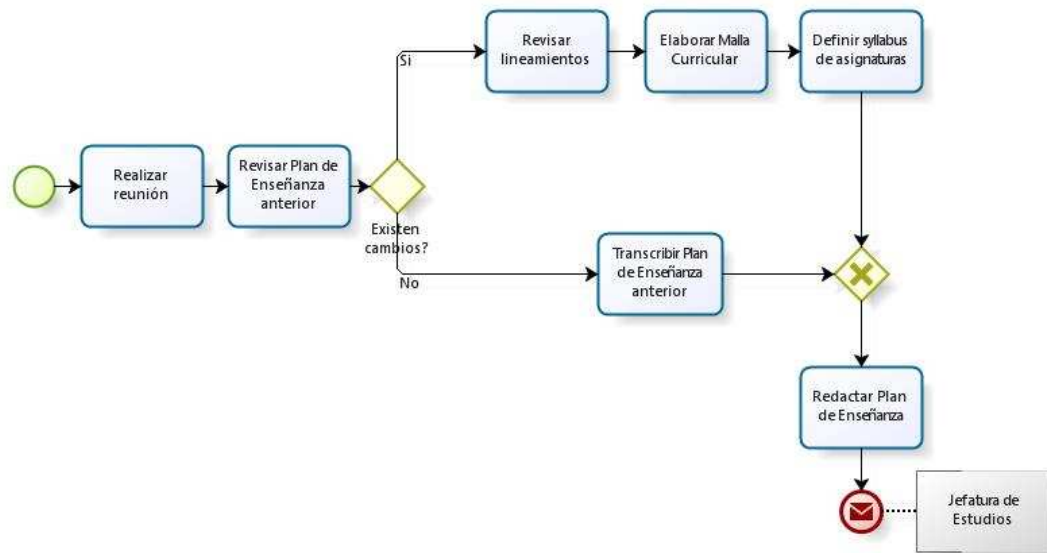 Revisar
lineamientos
Elaborar Malla
Curricular
Definir syllabus
de asignaturas
Si
Realizar
reunión
Revisar Plan de
Enseñanza
anterior
Existen
cambios?
No
Transcribir Plan
de Enseñanza
anterior
Redactar Plan
de Enseñanza
Jefatura de
Estudios